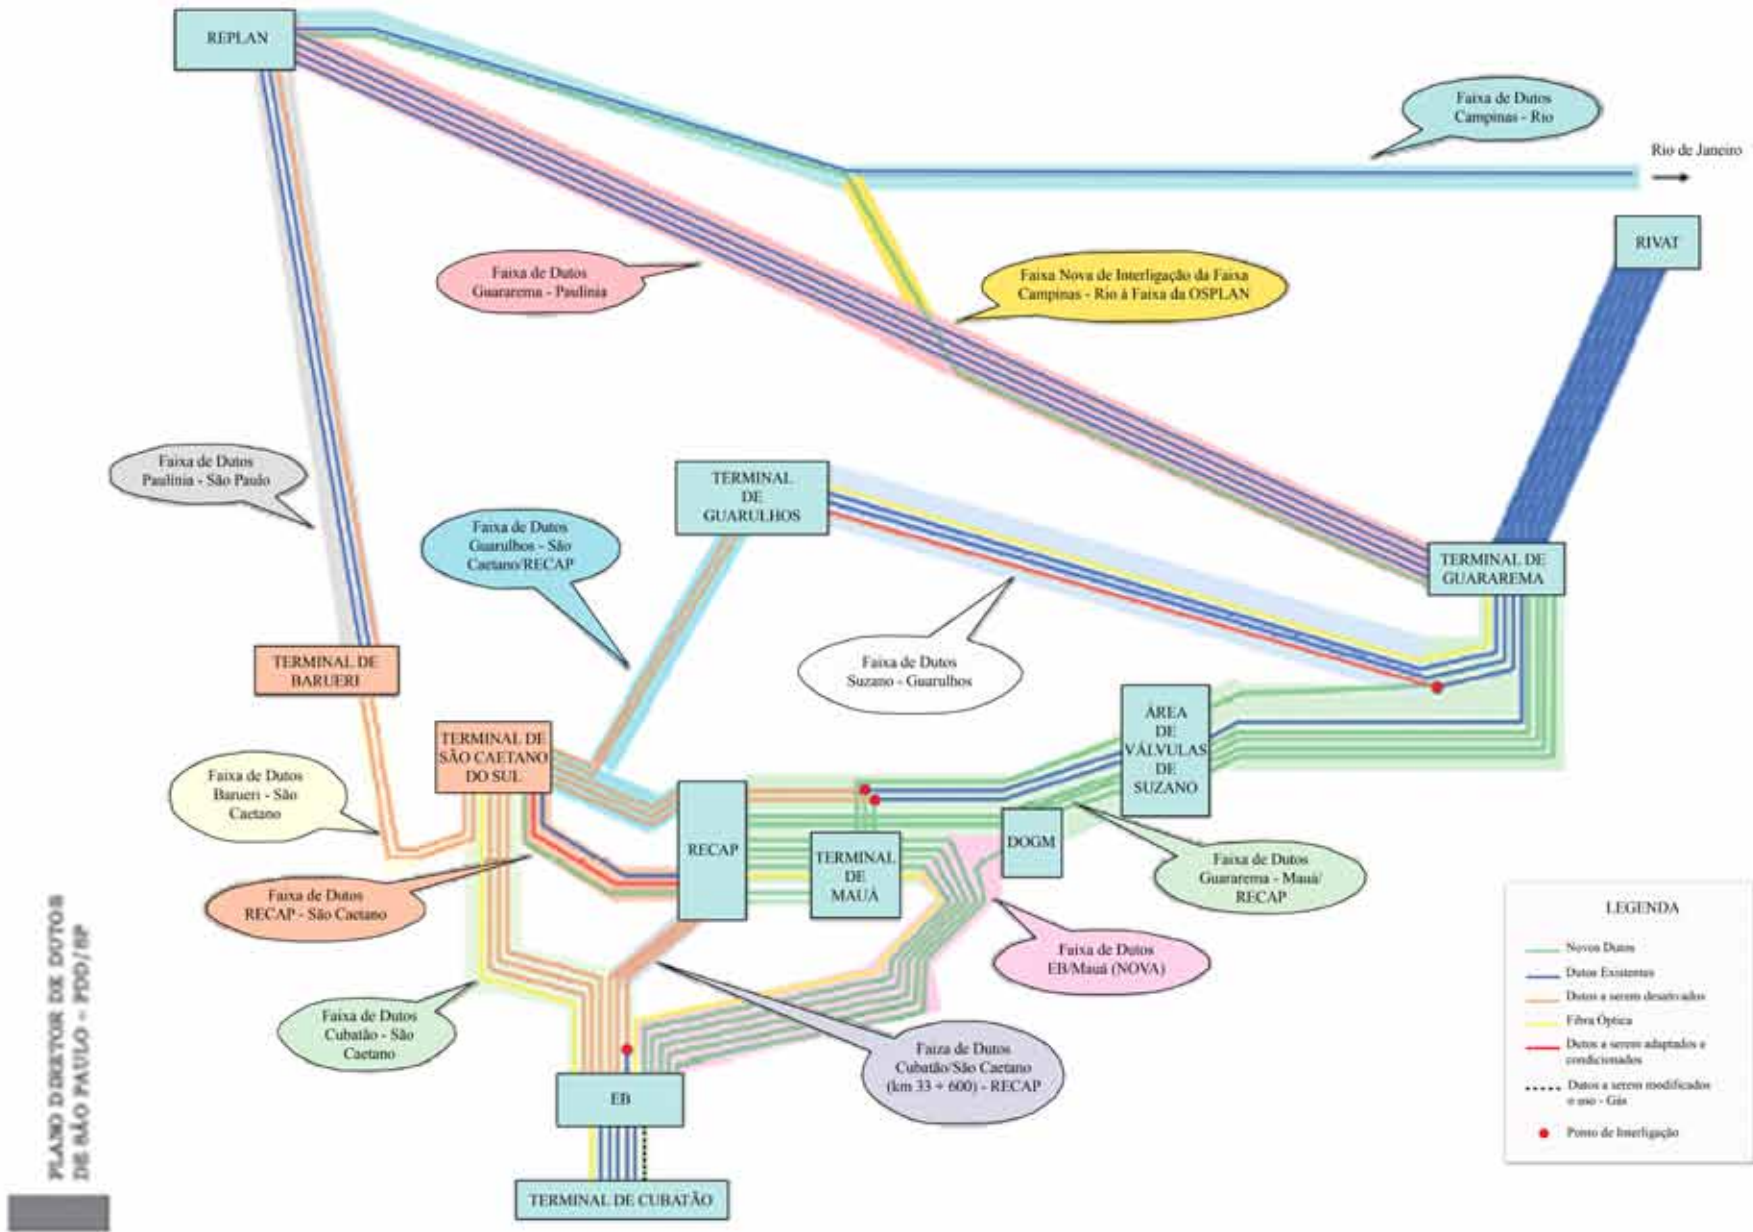 REPLAN
Faixa de Dutos
Campinas - Rio
Rio de Janeiro
RIVAT
Faixa de Dutos
Guararema - Paulínia
Faixa Nova de Interligação da Faixa
Campinas - Rio à Faixa da OSPLAN
Faixa de Dutos
Paulínia - São Paulo
TERMINAL
DE
GUARULHOS
Faixa de Dutos
Guarulhos - São
Caetano/RECAP
TERMINAL DE
GUARAREMA
TERMINAL DE
BARUERI
Faixa de Dutos
Suzano - Guarulhos
TERMINAL DE
SÃO CAETANO
DO SUL
ÁREA
DE
VÁLVULAS
DE
SUZANO
Faixa de Dutos
Barueri - São
Caetano
RECAP
TERMINAL
DE
MAUÁ
DOGM
Faixa de Dutos
Guararema - Mauá/
RECAP
Faixa de Dutos
RECAP - São Caetano
Faixa de Dutos
EB/Mauá (NOVA)
Faixa de Dutos
Cubatão - São
Caetano
Faiza de Dutos
Cubatão/São Caetano
(km 33 + 600) - RECAP
EB
TERMINAL DE CUBATÃO
LEGENDA
Novos Dutos
Dutos Existentes
Dutos a serem desativados
Fibra Óptica
Dutos a serem adaptados e
condicionados
Dutos a serem modificados
o uso - Gás
Ponto de Interligação
PLANO DIRETOR DE DUTOS
DE SÃO PAULO - PDD/SP